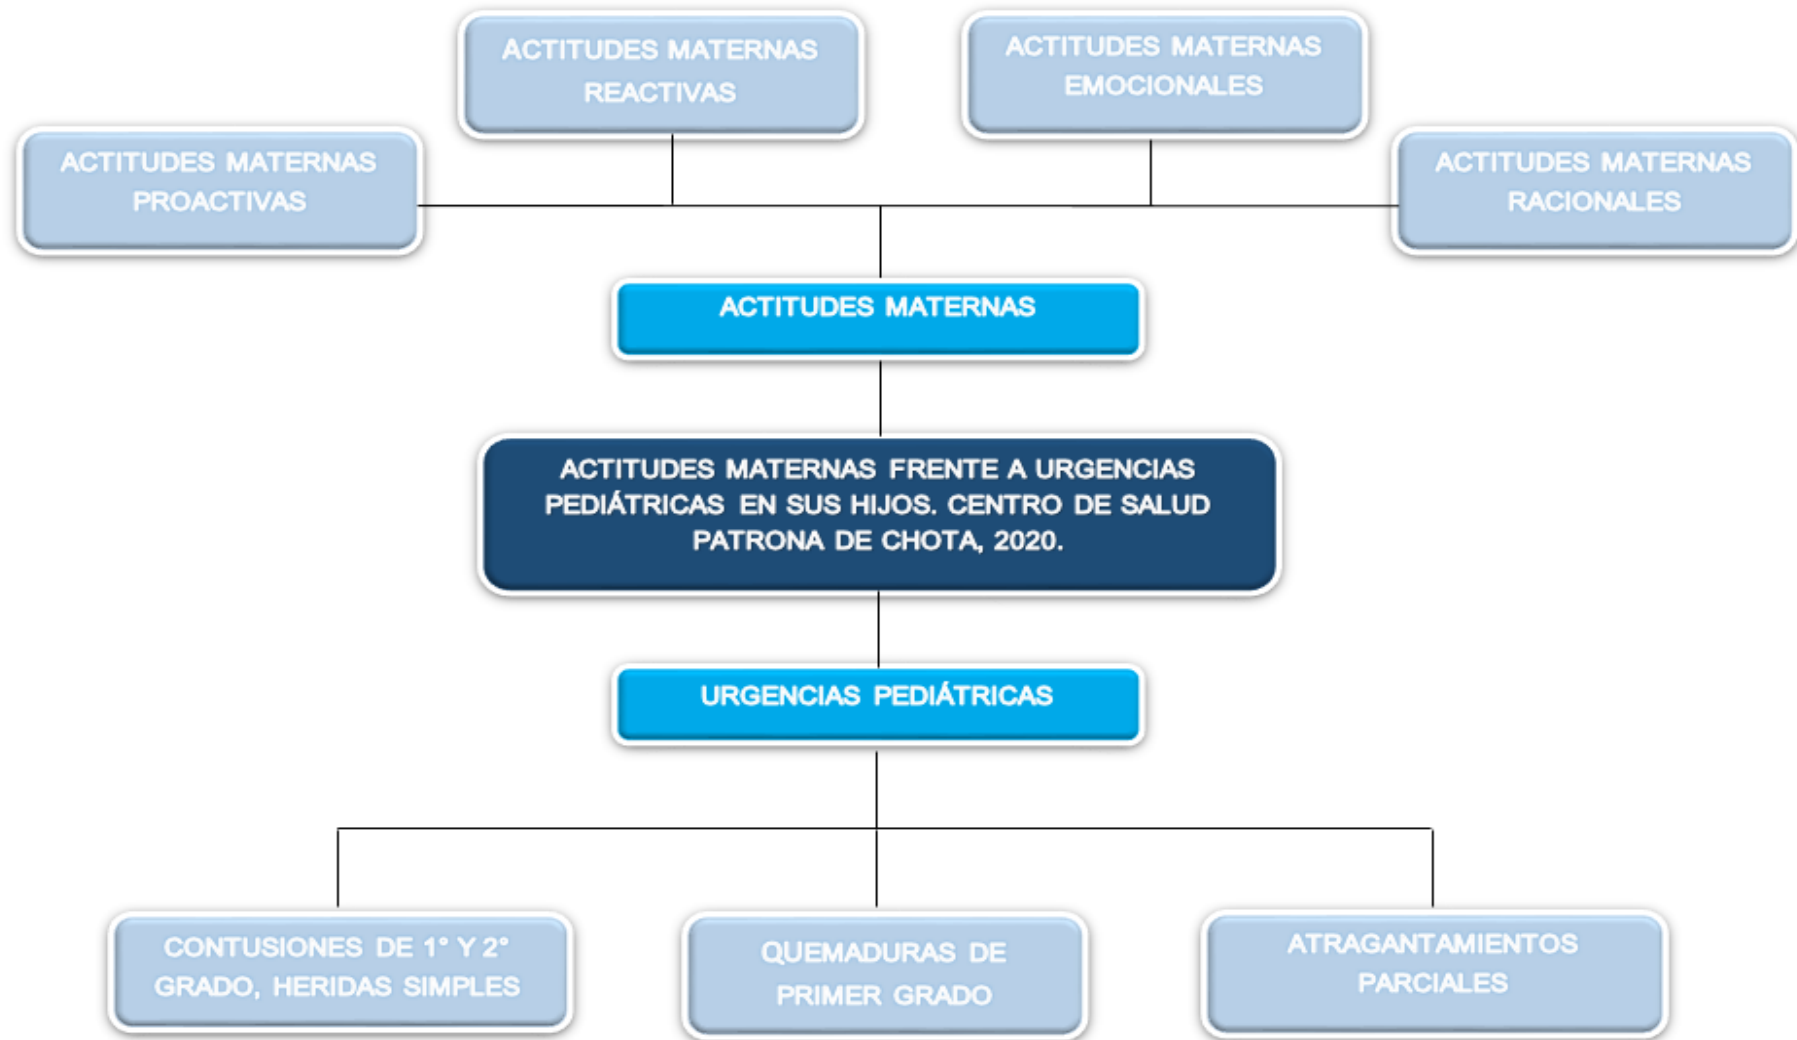 ACTITUDES MATERNAS
REACTIVAS
ACTITUDES MATERNAS
EMOCIONALES
ACTITUDES MATERNAS
PROACTIVAS
ACTITUDES MATERNAS
RACIONALES
ACTITUDES MATERNAS
ACTITUDES MATERNAS FRENTE A URGENCIAS
PEDIÁTRICAS EN SUS HIJOS. CENTRO DE SALUD
PATRONA DE CHOTA, 2020.
URGENCIAS PEDIÁTRICAS
CONTUSIONES DE 1° Y 2°
GRADO, HERIDAS SIMPLES
QUEMADURAS DE
PRIMER GRADO
ATRAGANTAMIENTOS
PARCIALES